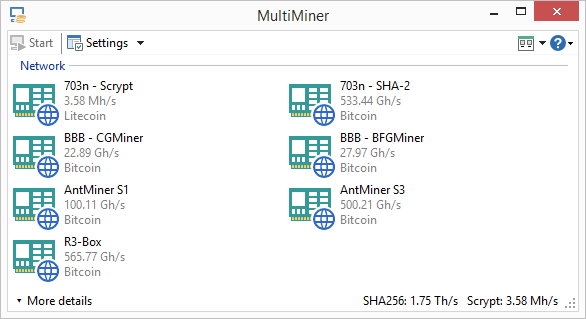 MultiMiner
Start Settings
Network
703n - Scrypt
3.58 Mh/s
Litecoin
703n - SHA-2
533.44 Gh/s
Bitcoin
BBB - CGMiner
22.89 Gh/s
Bitcoin
BBB - BFGMiner
27.97 Gh/s
Bitcoin
AntMiner S1
100.11 Gh/s
Bitcoin
AntMiner S3
500.21 Gh/s
Bitcoin
R3-Box
565.77 Gh/s
Bitcoin
More details SHA256: 1.75 Th/s Scrypt: 3.58 Mh/s